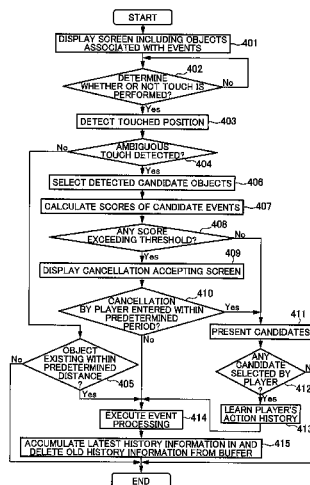 START
DISPLAY SCREEN INCLUDING OBJECTS
ASSOCIATED WITH EVENTS
401
402
DETERMINE
WHETHER OR NOT TOUCH IS
PERFORMED?
No
Yes
403
DETECT TOUCHED POSITION
No
AMBIGUOUS
TOUCH DETECTED?
404
Yes
SELECT DETECTED CANDIDATE OBJECTS
406
CALCULATE SCORES OF CANDIDATE EVENTS
407
408
ANY SCORE
EXCEEDING THRESHOLD?
No
Yes
409
DISPLAY CANCELLATION ACCEPTING SCREEN
410
CANCELLATION
BY PLAYER ENTERED WITHIN
PREDETERMINED
PERIOD?
Yes
No
411
PRESENT CANDIDATES
No
OBJECT
EXISTING WITHIN
PREDETERMINED
DISTANCE
?
405
Yes
ANY
CANDIDATE
SELECTED BY
PLAYER
?
No
412
Yes
LEARN PLAYER'S
ACTION HISTORY
413
EXECUTE EVENT
PROCESSING
414
ACCUMULATE LATEST HISTORY INFORMATION IN AND
DELETE OLD HISTORY INFORMATION FROM BUFFER
415
END